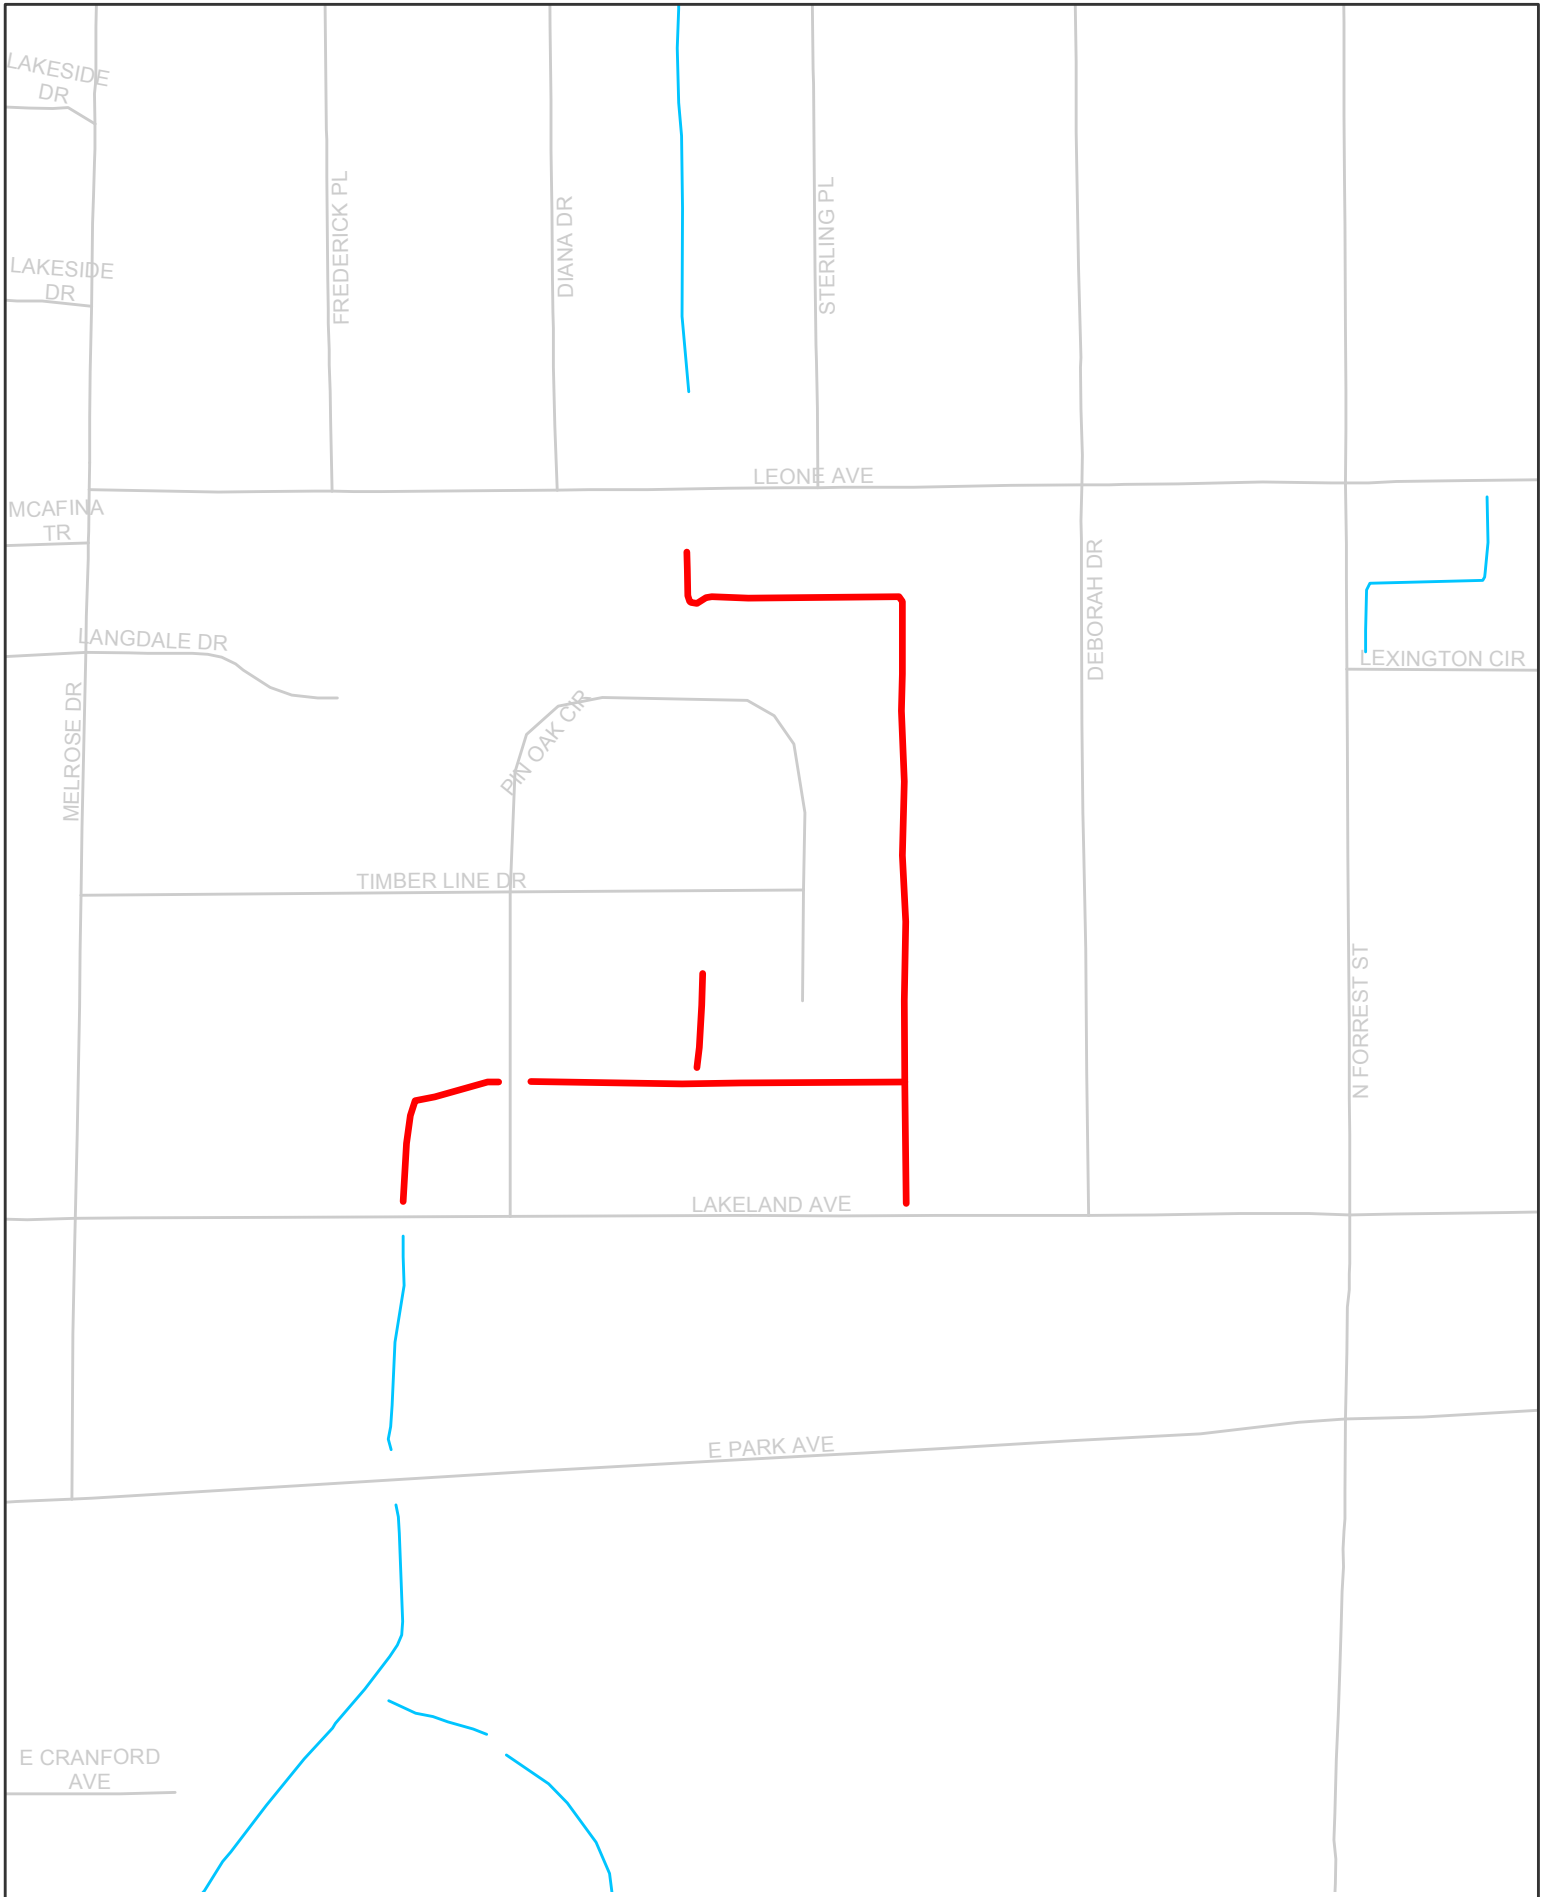 LAKESIDE
DR
FREDERICK PL
DIANA DR
STERLING PL
LAKESIDE
DR
LEONE AVE
MCAFINA
TR
DEBORAH DR
LANGDALE DR
LEXINGTON CIR
MELROSE DR
PIN OAK CIR
TIMBER LINE DR
N FORREST ST
LAKELAND AVE
E PARK AVE
E CRANFORD
AVE